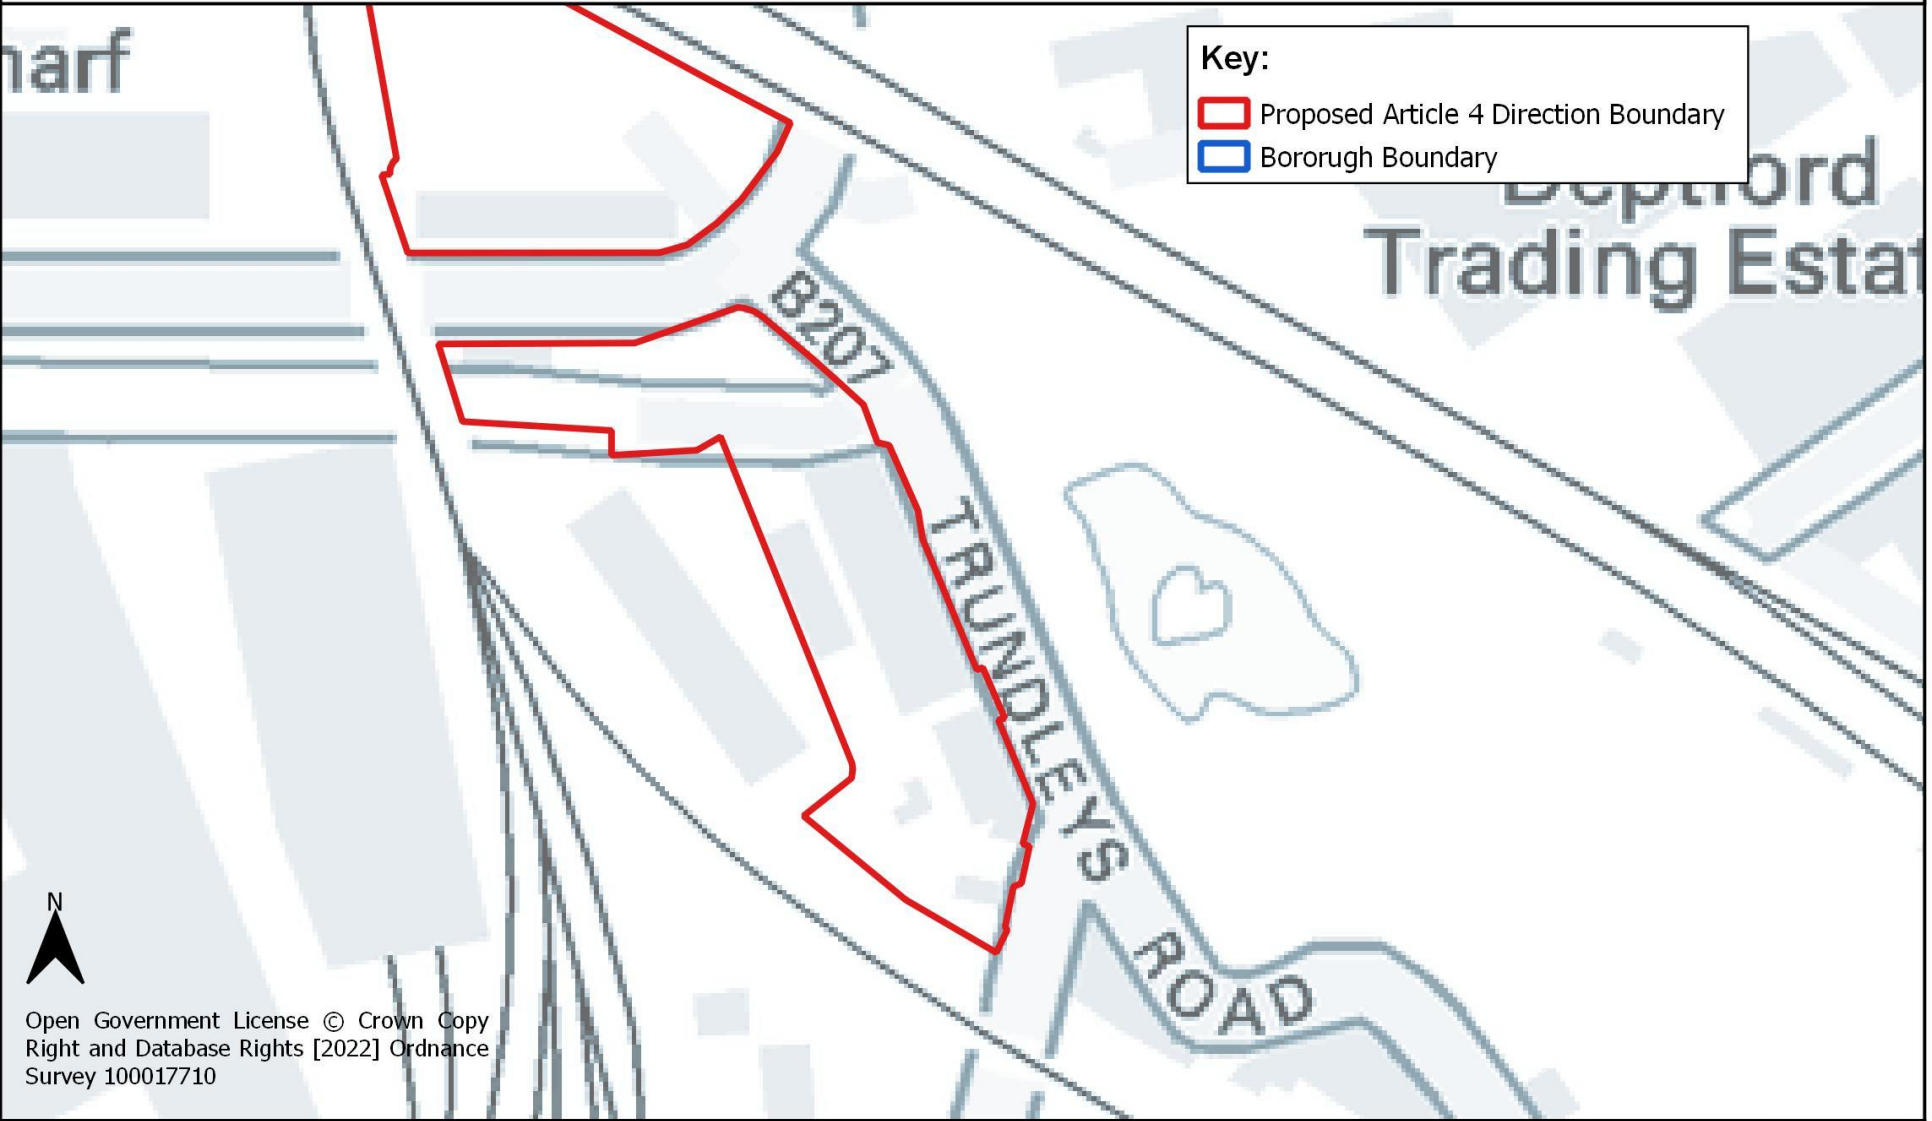 Key:
Proposed Article 4 Direction Boundary
Bororugh Boundary
Trading Estat
B207
TRUNDLEYS
ROAD
N
Open Government License © Crown Copy
Right and Database Rights [2022] Ordnance
Survey 100017710